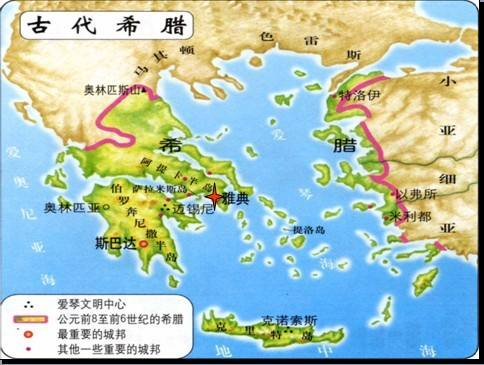 古代希腊
色雷斯
马其顿
奥林匹斯山
特洛伊
小亚细亚
希腊
爱琴海
爱奥尼亚海
阿提卡半岛
萨拉米斯岛
雅典
以弗所
米利都
伯罗奔尼撒半岛
奥林匹亚
迈锡尼
斯巴达
提洛岛
克诺索斯
克里特岛
地中海
爱琴文明中心
公元前8至前6世纪的希腊
最重要的城邦
其他一些重要的城邦